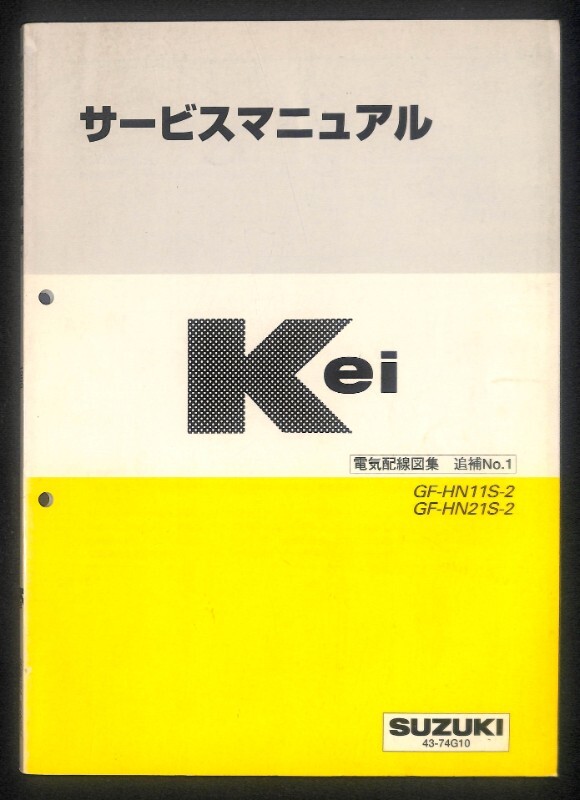 サービスマニュアル
Kei
電気配線図集 追補No.1
GF-HN11S-2
GF-HN21S-2
SUZUKI
43-74G10